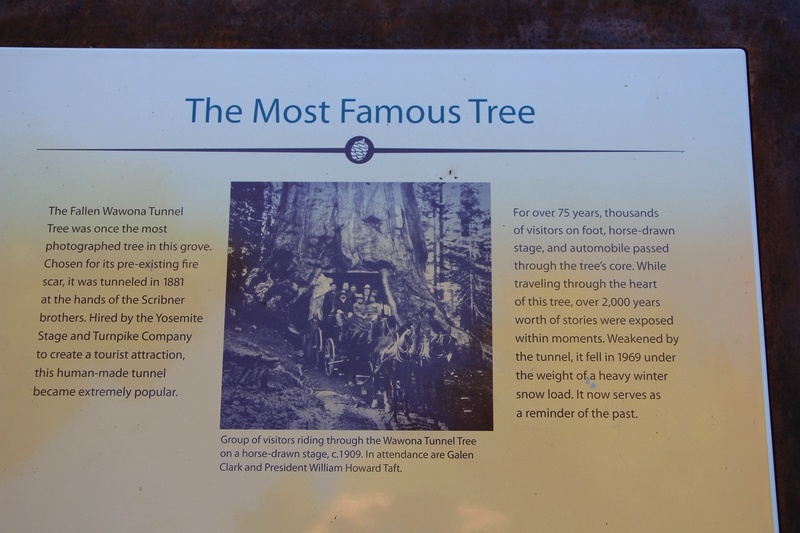 The Most Famous Tree
The Fallen Wawona Tunnel
Tree was once the most
photographed tree in this grove.
Chosen for its pre-existing fire
scar, it was tunneled in 1881
at the hands of the Scribner
brothers. Hired by the Yosemite
Stage and Turnpike Company
to create a tourist attraction,
this human-made tunnel
became extremely popular.
Group of visitors riding through the Wawona Tunnel Tree
on a horse-drawn stage, c.1909. In attendance are Galen
Clark and President William Howard Taft.
For over 75 years, thousands
of visitors on foot, horse-drawn
stage, and automobile passed
through the tree's core. While
traveling through the heart
of this tree, over 2,000 years
worth of stories were exposed
within moments. Weakened by
the tunnel, it fell in 1969 under
the weight of a heavy winter
snow load. It now serves as
a reminder of the past.